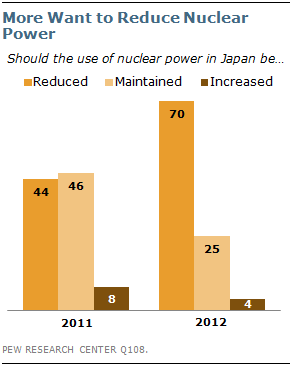 More Want to Reduce Nuclear
Power
Should the use of nuclear power in Japan be…
Reduced Maintained Increased
44 46 8 70 25 4
2011 2012
PEW RESEARCH CENTER Q108.